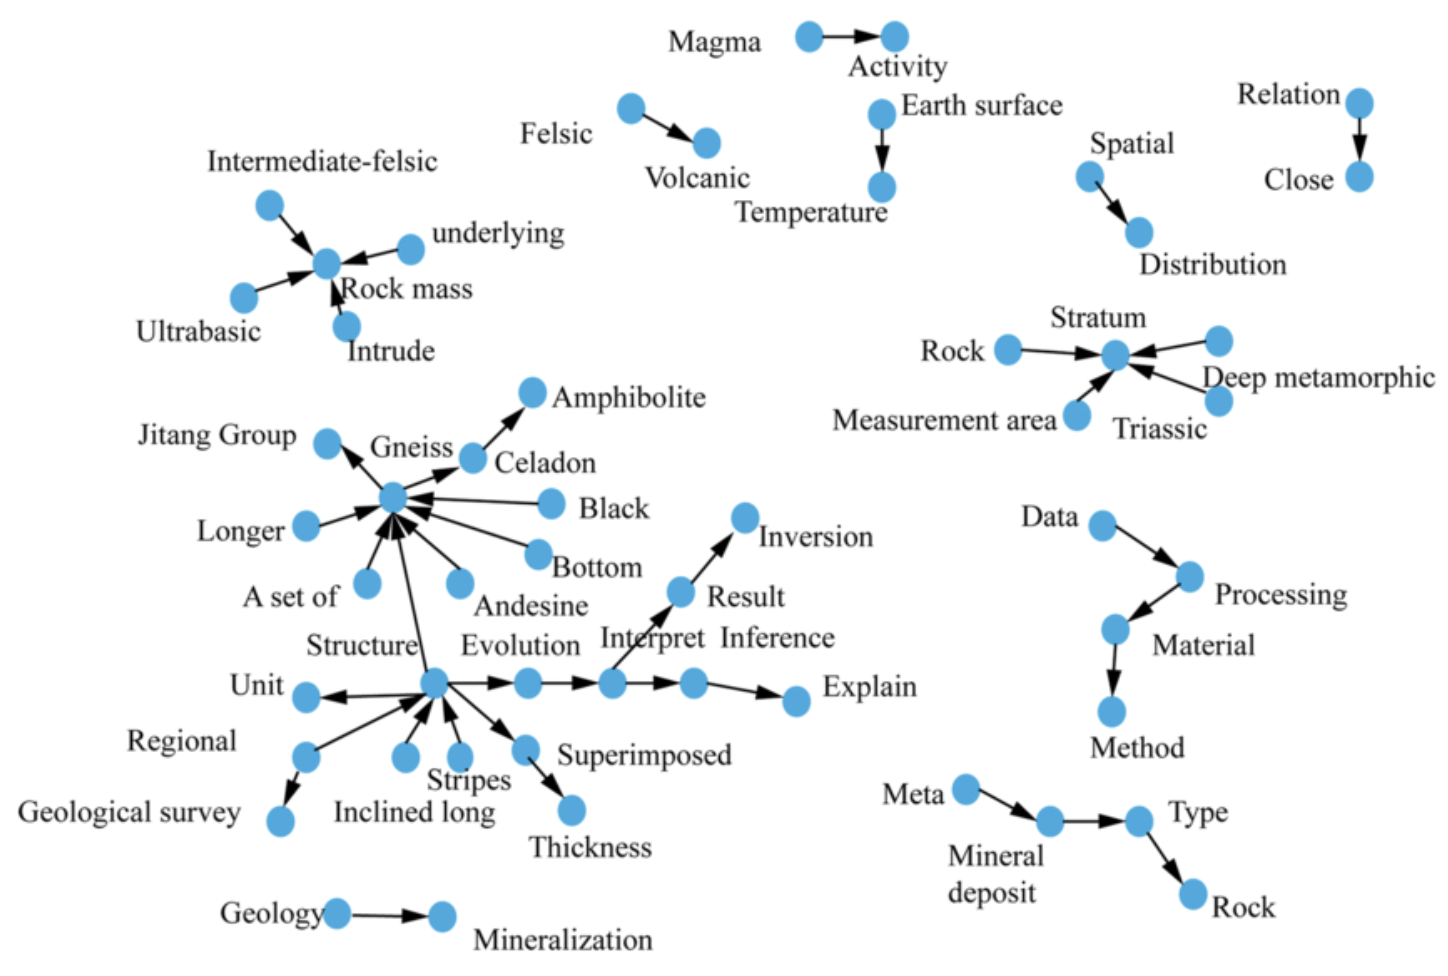 Magma
Activity
Earth surface
Relation
Felsic
Spatial
Intermediate-felsic
Volcanic
Close
Temperature
underlying
Distribution
Rock mass
Ultrabasic
Stratum
Intrude
Rock
Deep metamorphic
Amphibolite
Measurement area
Triassic
Jitang Group
Gneiss
Celadon
Black
Longer
Data
Inversion
Bottom
A set of
Andesine
Result
Processing
Structure
Evolution
Interpret
Inference
Material
Unit
Explain
Regional
Superimposed
Method
Stripes
Geological survey
Inclined long
Meta
Type
Thickness
Mineral
deposit
Rock
Geology
Mineralization